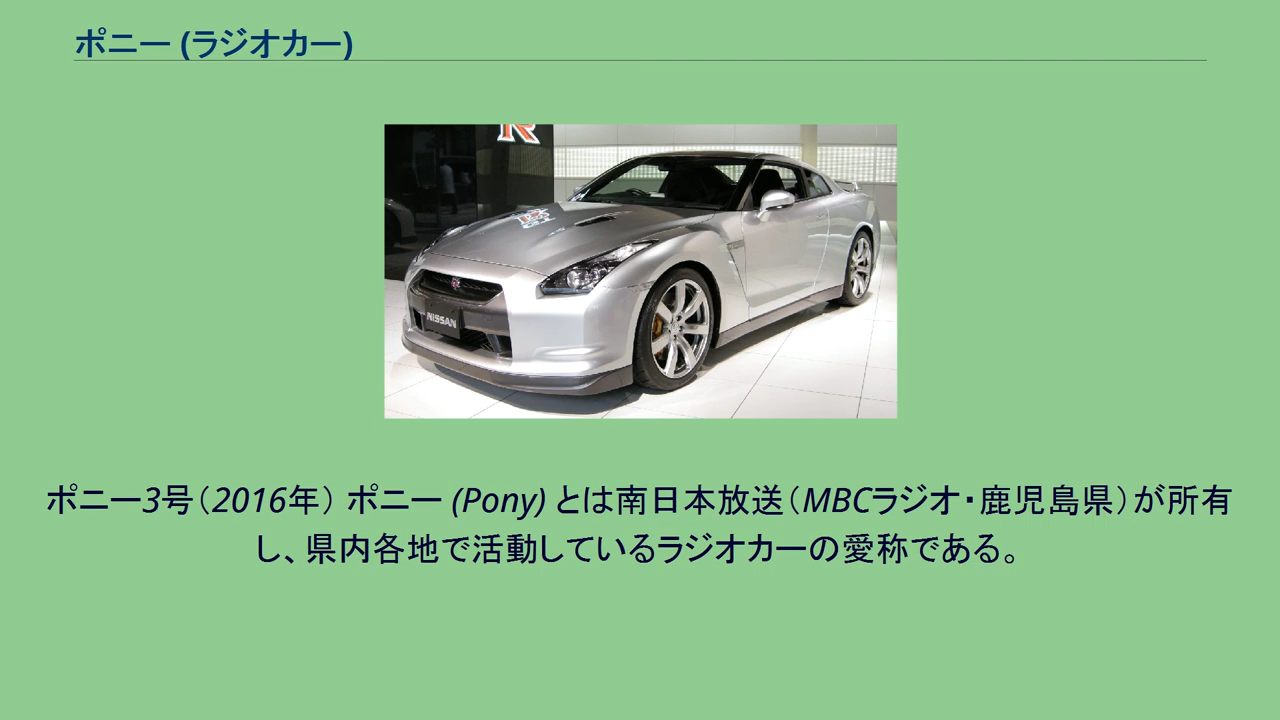 ポニー (ラジオカー)
R
NISSAN
ポニー3号（2016年） ポニー (Pony) とは南日本放送（MBCラジオ・鹿児島県）が所有
し、県内各地で活動しているラジオカーの愛称である。